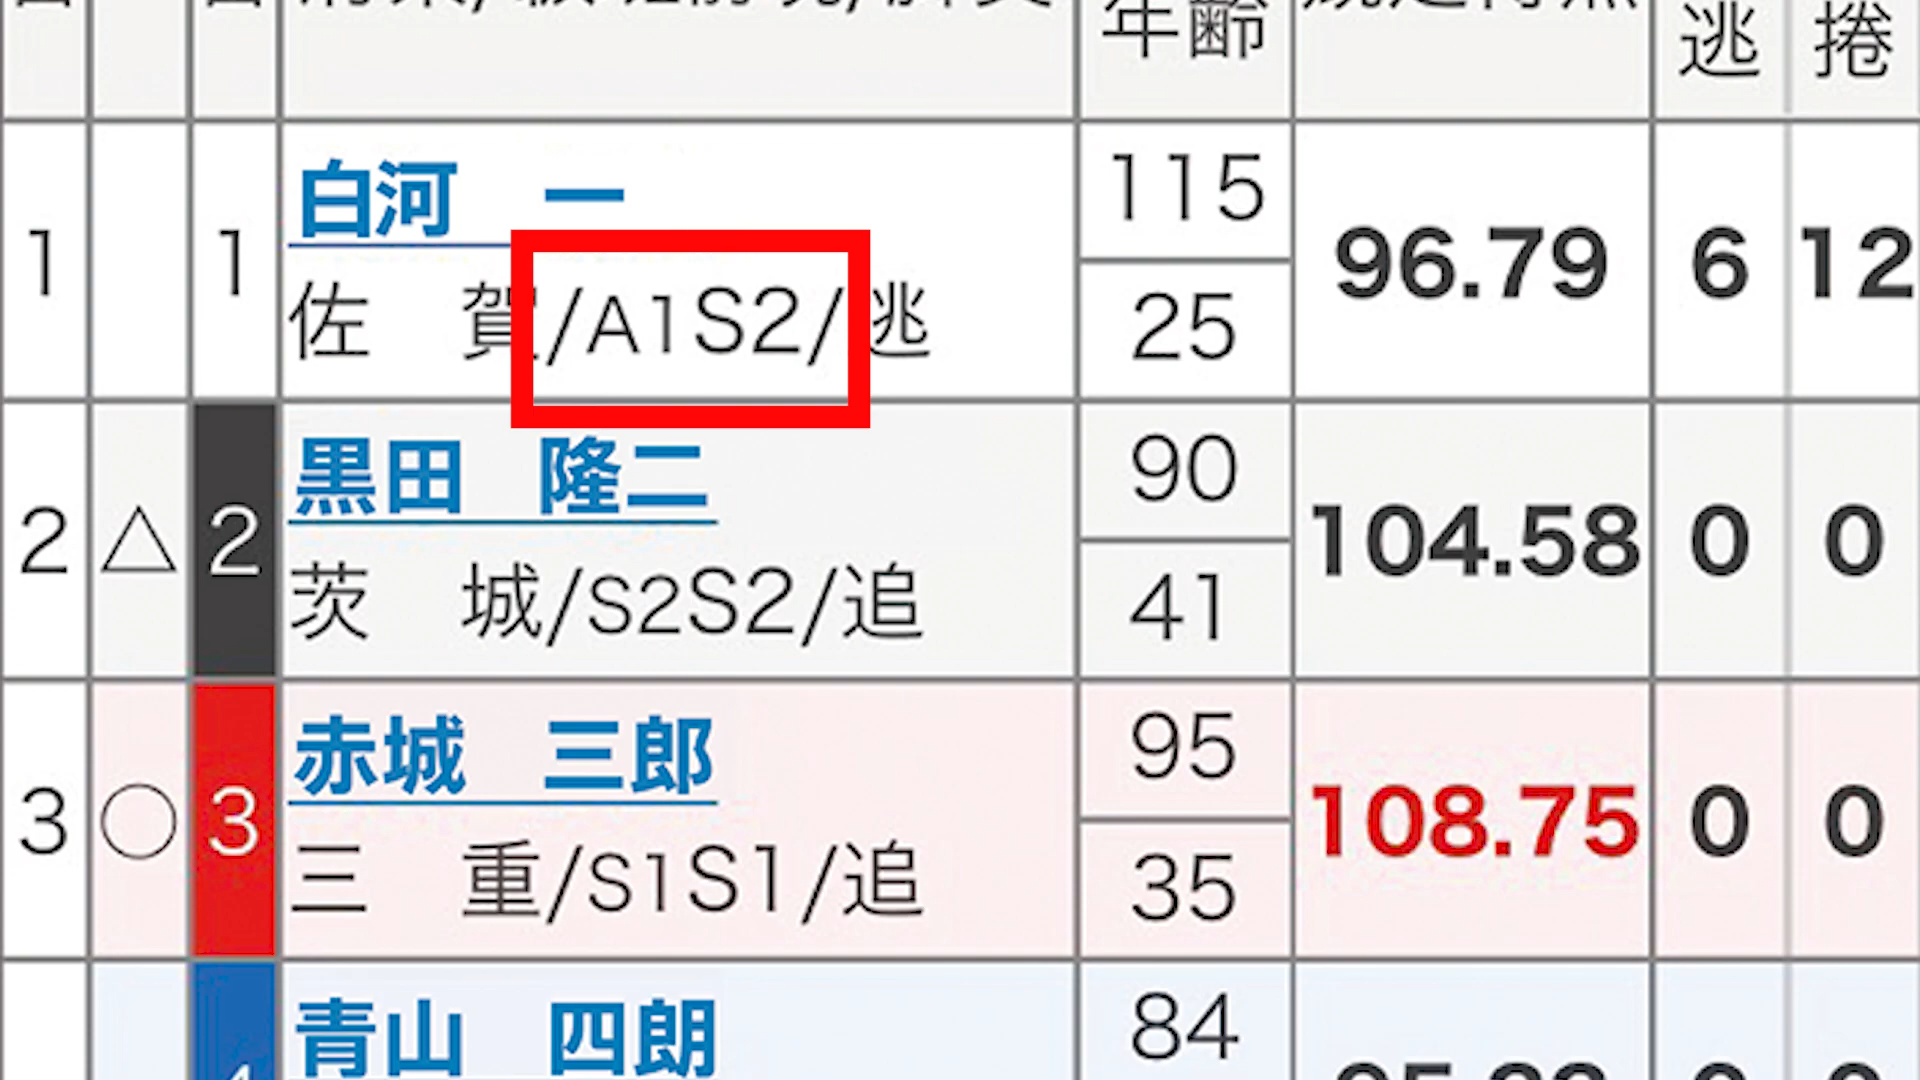 年齢
逃 捲
1 1 白河 一 115 96.79 6 12
佐 賀/A1S2/逃 25
2 △ 2 黒田 隆二 90 104.58 0 0
茨 城/S2S2/追 41
3 ○ 3 赤城 三郎 95 108.75 0 0
三 重/S1S1/追 35
青山 四朗 84